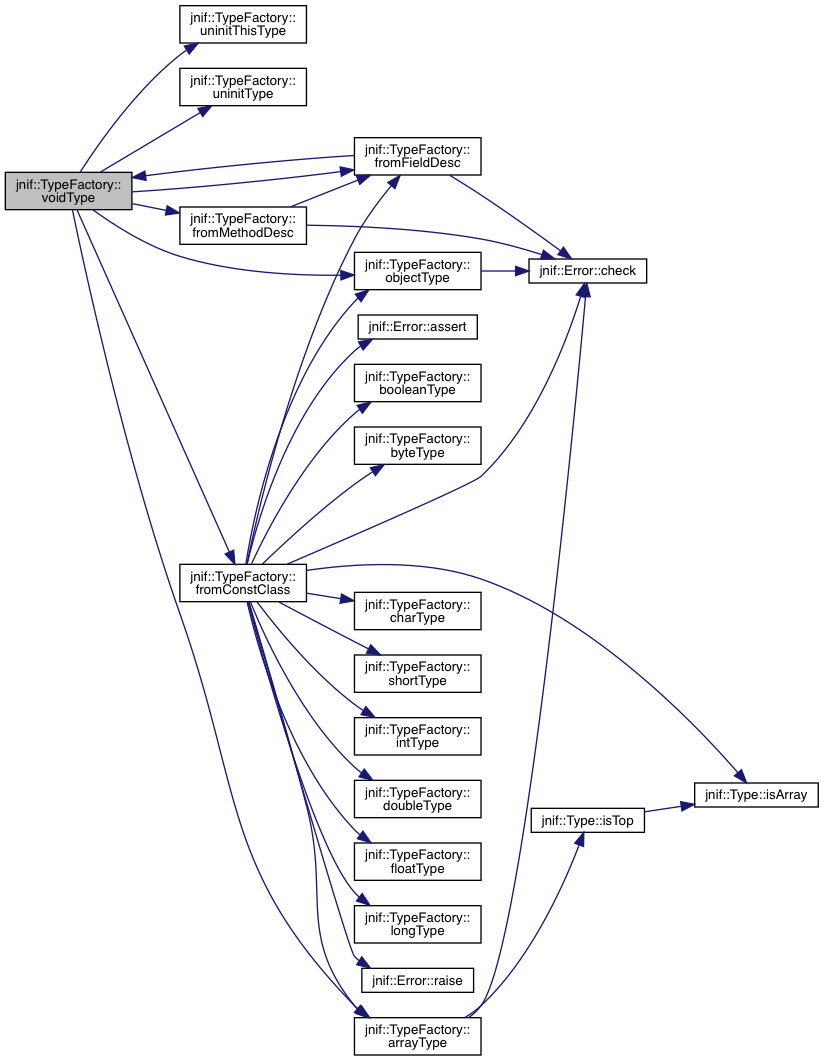 jnif::TypeFactory::
uninitThisType
jnif::TypeFactory::
uninitType
jnif::TypeFactory::
fromFieldDesc
jnif::TypeFactory::
voidType
jnif::TypeFactory::
fromMethodDesc
jnif::TypeFactory::
objectType
jnif::Error::check
jnif::Error::assert
jnif::TypeFactory::
booleanType
jnif::TypeFactory::
byteType
jnif::TypeFactory::
fromConstClass
jnif::TypeFactory::
charType
jnif::TypeFactory::
shortType
jnif::TypeFactory::
intType
jnif::TypeFactory::
doubleType
jnif::Type::isArray
jnif::Type::isTop
jnif::TypeFactory::
floatType
jnif::TypeFactory::
longType
jnif::Error::raise
jnif::TypeFactory::
arrayType